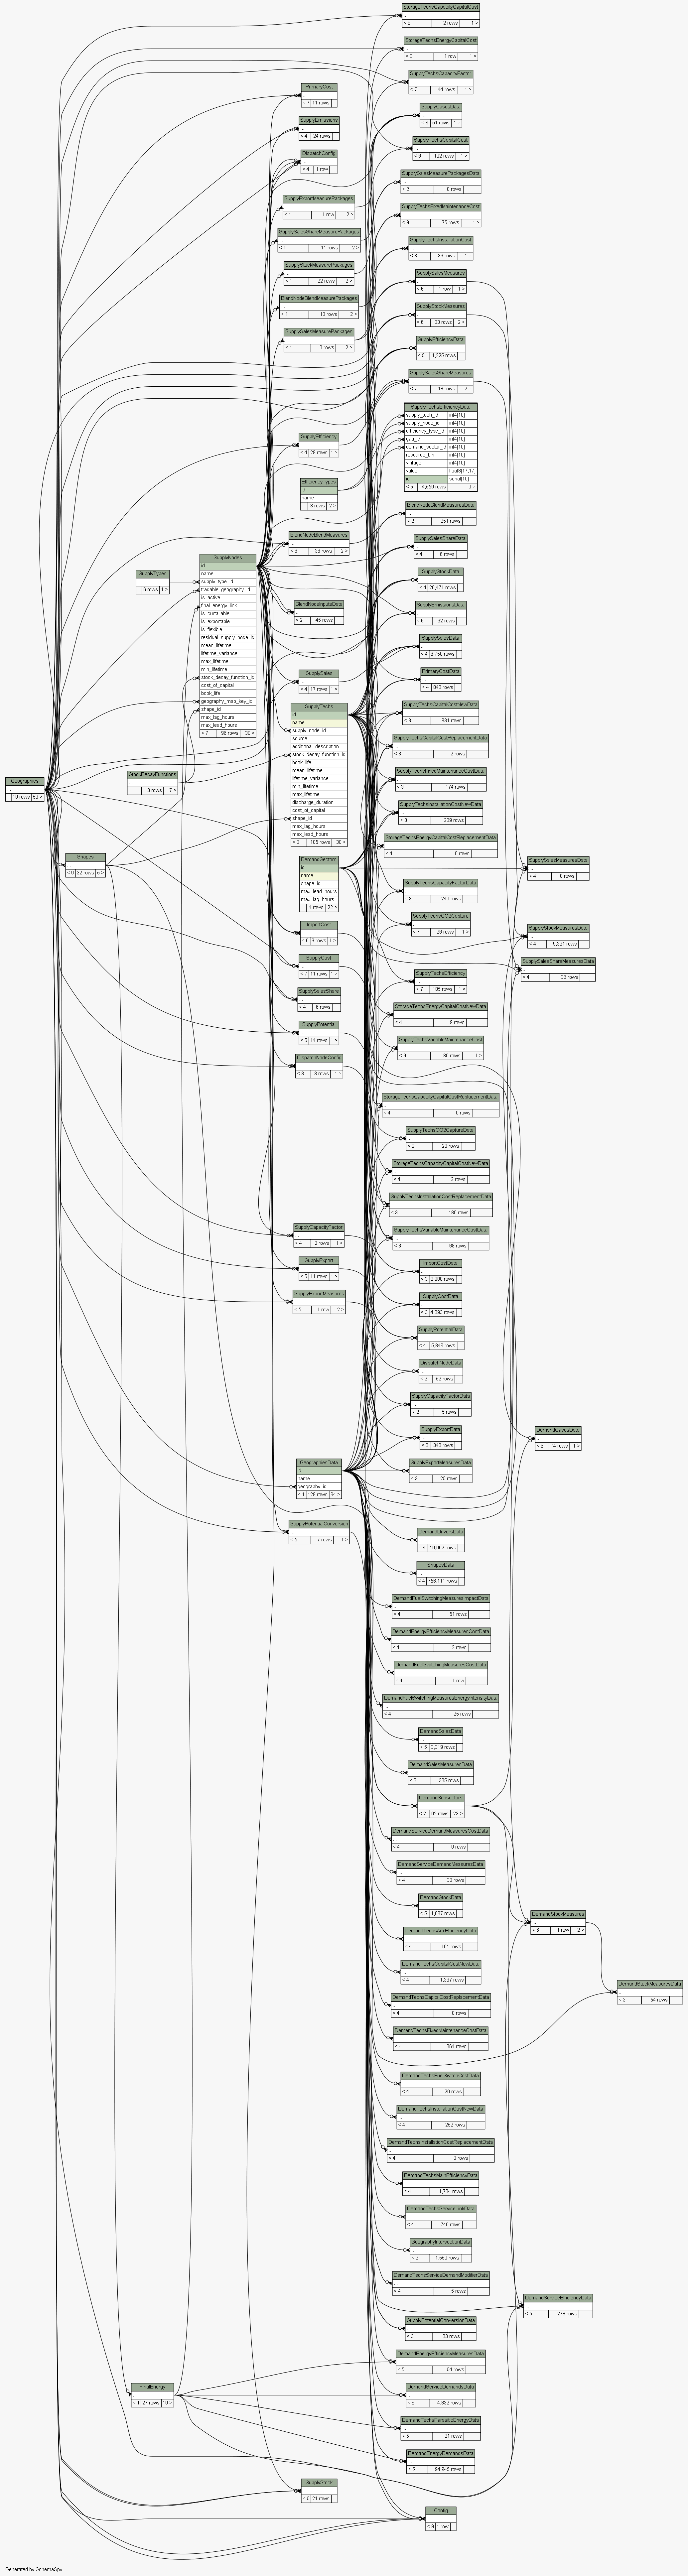 StorageTechsCapacityCapitalCost
< 8 2 rows 1 >
StorageTechsEnergyCapitalCost
< 8 1 row 1 >
SupplyTechsCapacityFactor
< 7 44 rows 1 >
PrimaryCost
< 7 11 rows
SupplyCasesData
< 6 51 rows 1 >
SupplyEmissions
< 4 24 rows
SupplyTechsCapitalCost
< 8 102 rows 1 >
DispatchConfig
< 4 1 row
SupplySalesMeasurePackagesData
< 2 0 rows
SupplyExportMeasurePackages
< 1 1 row 2 >
SupplyTechsFixedMaintenanceCost
< 9 75 rows 1 >
SupplySalesShareMeasurePackages
< 1 11 rows 2 >
SupplyTechsInstallationCost
< 8 33 rows 1 >
SupplyStockMeasurePackages
< 1 22 rows 2 >
SupplySalesMeasures
< 6 1 row 1 >
BlendNodeBlendMeasurePackages
< 1 18 rows 2 >
SupplyStockMeasures
< 6 33 rows 2 >
SupplySalesMeasurePackages
< 1 0 rows 2 >
SupplyEfficiencyData
< 5 1,225 rows
SupplySalesShareMeasures
< 7 18 rows 2 >
SupplyTechsEfficiencyData
supply_tech_id int4[10]
supply_node_id int4[10]
efficiency_type_id int4[10]
gau_id int4[10]
demand_sector_id int4[10]
resource_bin int4[10]
vintage int4[10]
value float8[17,17]
id serial[10]
< 5 4,559 rows 0 >
SupplyEfficiency
< 4 29 rows 1 >
EfficiencyTypes
id
name
3 rows 2 >
BlendNodeBlendMeasuresData
< 2 251 rows
BlendNodeBlendMeasures
< 6 36 rows 2 >
SupplySalesShareData
< 4 6 rows
SupplyNodes
id
name
supply_type_id
tradable_geography_id
is_active
final_energy_link
is_curtailable
is_exportable
is_flexible
residual_supply_node_id
mean_lifetime
lifetime_variance
max_lifetime
min_lifetime
stock_decay_function_id
cost_of_capital
book_life
geography_map_key_id
shape_id
max_lag_hours
max_lead_hours
< 7 86 rows 38 >
SupplyTypes
6 rows 1 >
SupplyStockData
< 4 26,471 rows
BlendNodeInputsData
< 2 45 rows
SupplyEmissionsData
< 6 32 rows
SupplySalesData
< 4 6,750 rows
SupplySales
< 4 17 rows 1 >
PrimaryCostData
< 4 848 rows
SupplyTechs
id
name
supply_node_id
source
additional_description
stock_decay_function_id
book_life
mean_lifetime
lifetime_variance
min_lifetime
max_lifetime
discharge_duration
cost_of_capital
shape_id
max_lag_hours
max_lead_hours
< 3 105 rows 30 >
SupplyTechsCapitalCostNewData
< 3 831 rows
SupplyTechsCapitalCostReplacementData
< 3 2 rows
StockDecayFunctions
3 rows 7 >
Geographies
10 rows 59 >
SupplyTechsFixedMaintenanceCostData
< 3 174 rows
SupplyTechsInstallationCostNewData
< 3 209 rows
StorageTechsEnergyCapitalCostReplacementData
< 4 0 rows
Shapes
< 9 32 rows 6 >
DemandSectors
id
name
shape_id
max_lead_hours
max_lag_hours
4 rows 22 >
SupplySalesMeasuresData
< 4 0 rows
SupplyTechsCapacityFactorData
< 3 240 rows
SupplyTechsCO2Capture
< 7 28 rows 1 >
ImportCost
< 6 9 rows 1 >
SupplyStockMeasuresData
< 4 9,331 rows
SupplyCost
< 7 11 rows 1 >
SupplySalesShareMeasuresData
< 4 38 rows
SupplyTechsEfficiency
< 7 105 rows 1 >
SupplySalesShare
< 4 6 rows
StorageTechsEnergyCapitalCostNewData
< 4 9 rows
SupplyPotential
< 5 14 rows 1 >
SupplyTechsVariableMaintenanceCost
< 9 60 rows 1 >
DispatchNodeConfig
< 3 3 rows 1 >
StorageTechsCapacityCapitalCostReplacementData
< 4 0 rows
SupplyTechsCO2CaptureData
< 2 28 rows
StorageTechsCapacityCapitalCostNewData
< 4 2 rows
SupplyTechsInstallationCostReplacementData
< 3 180 rows
SupplyCapacityFactor
< 4 2 rows 1 >
SupplyTechsVariableMaintenanceCostData
< 3 68 rows
SupplyExport
< 5 11 rows 1 >
ImportCostData
< 3 2,900 rows
SupplyExportMeasures
< 5 1 row 2 >
SupplyCostData
< 3 4,093 rows
SupplyPotentialData
< 4 5,846 rows
DispatchNodeData
< 2 52 rows
SupplyCapacityFactorData
< 2 5 rows
SupplyExportData
< 3 340 rows
DemandCasesData
< 6 74 rows 1 >
GeographiesData
id
name
geography_id
< 1 126 rows 84 >
SupplyExportMeasuresData
< 3 25 rows
SupplyPotentialConversion
< 5 7 rows 1 >
DemandDriversData
< 4 19,662 rows
ShapesData
< 4 756,111 rows
DemandFuelSwitchingMeasuresImpactData
< 4 51 rows
DemandEnergyEfficiencyMeasuresCostData
< 4 2 rows
DemandFuelSwitchingMeasuresCostData
< 4 1 row
DemandFuelSwitchingMeasuresEnergyIntensityData
< 4 25 rows
DemandSalesData
< 5 3,319 rows
DemandSalesMeasuresData
< 3 335 rows
DemandSubsectors
< 2 62 rows 23 >
DemandServiceDemandMeasuresCostData
< 4 0 rows
DemandServiceDemandMeasuresData
< 4 30 rows
DemandStockData
< 5 1,887 rows
DemandStockMeasures
< 8 1 row 2 >
DemandTechsAuxEfficiencyData
< 4 101 rows
DemandTechsCapitalCostNewData
< 4 1,337 rows
DemandStockMeasuresData
< 3 54 rows
DemandTechsCapitalCostReplacementData
< 4 0 rows
DemandTechsFixedMaintenanceCostData
< 4 364 rows
DemandTechsFuelSwitchCostData
< 4 20 rows
DemandTechsInstallationCostNewData
< 4 252 rows
DemandTechsInstallationCostReplacementData
< 4 0 rows
DemandTechsMainEfficiencyData
< 4 1,784 rows
DemandTechsServiceLinkData
< 4 740 rows
GeographyIntersectionData
< 2 1,550 rows
DemandTechsServiceDemandModifierData
< 4 5 rows
DemandServiceEfficiencyData
< 5 278 rows
SupplyPotentialConversionData
< 3 33 rows
DemandEnergyEfficiencyMeasuresData
< 5 64 rows
FinalEnergy
< 1 27 rows 10 >
DemandServiceDemandsData
< 6 4,832 rows
DemandTechsParasiticEnergyData
< 5 21 rows
DemandEnergyDemandsData
< 5 94,945 rows
SupplyStock
< 5 21 rows
Config
< 9 1 row
Generated by SchemaSpy